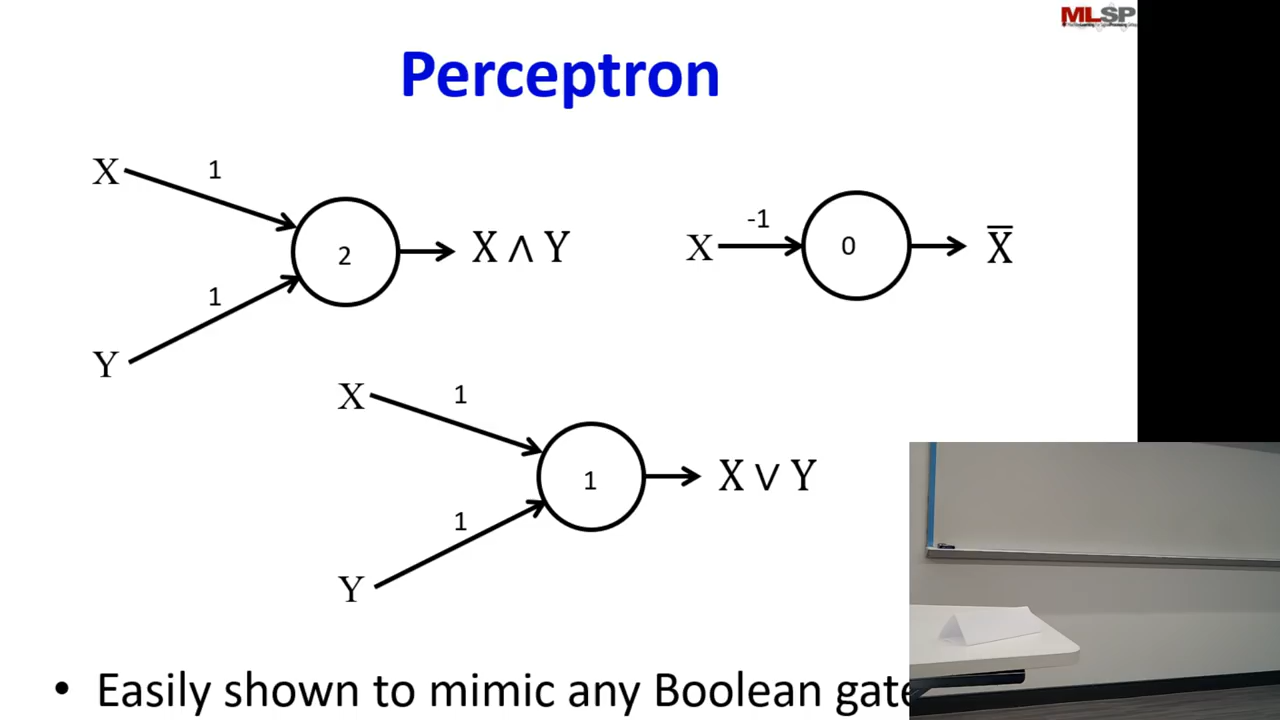 MLSP
Perceptron
X 1
2 X ∧ Y
1
Y
X -1 0 X̅
X 1
1 X ∨ Y
1
Y
• Easily shown to mimic any Boolean gate